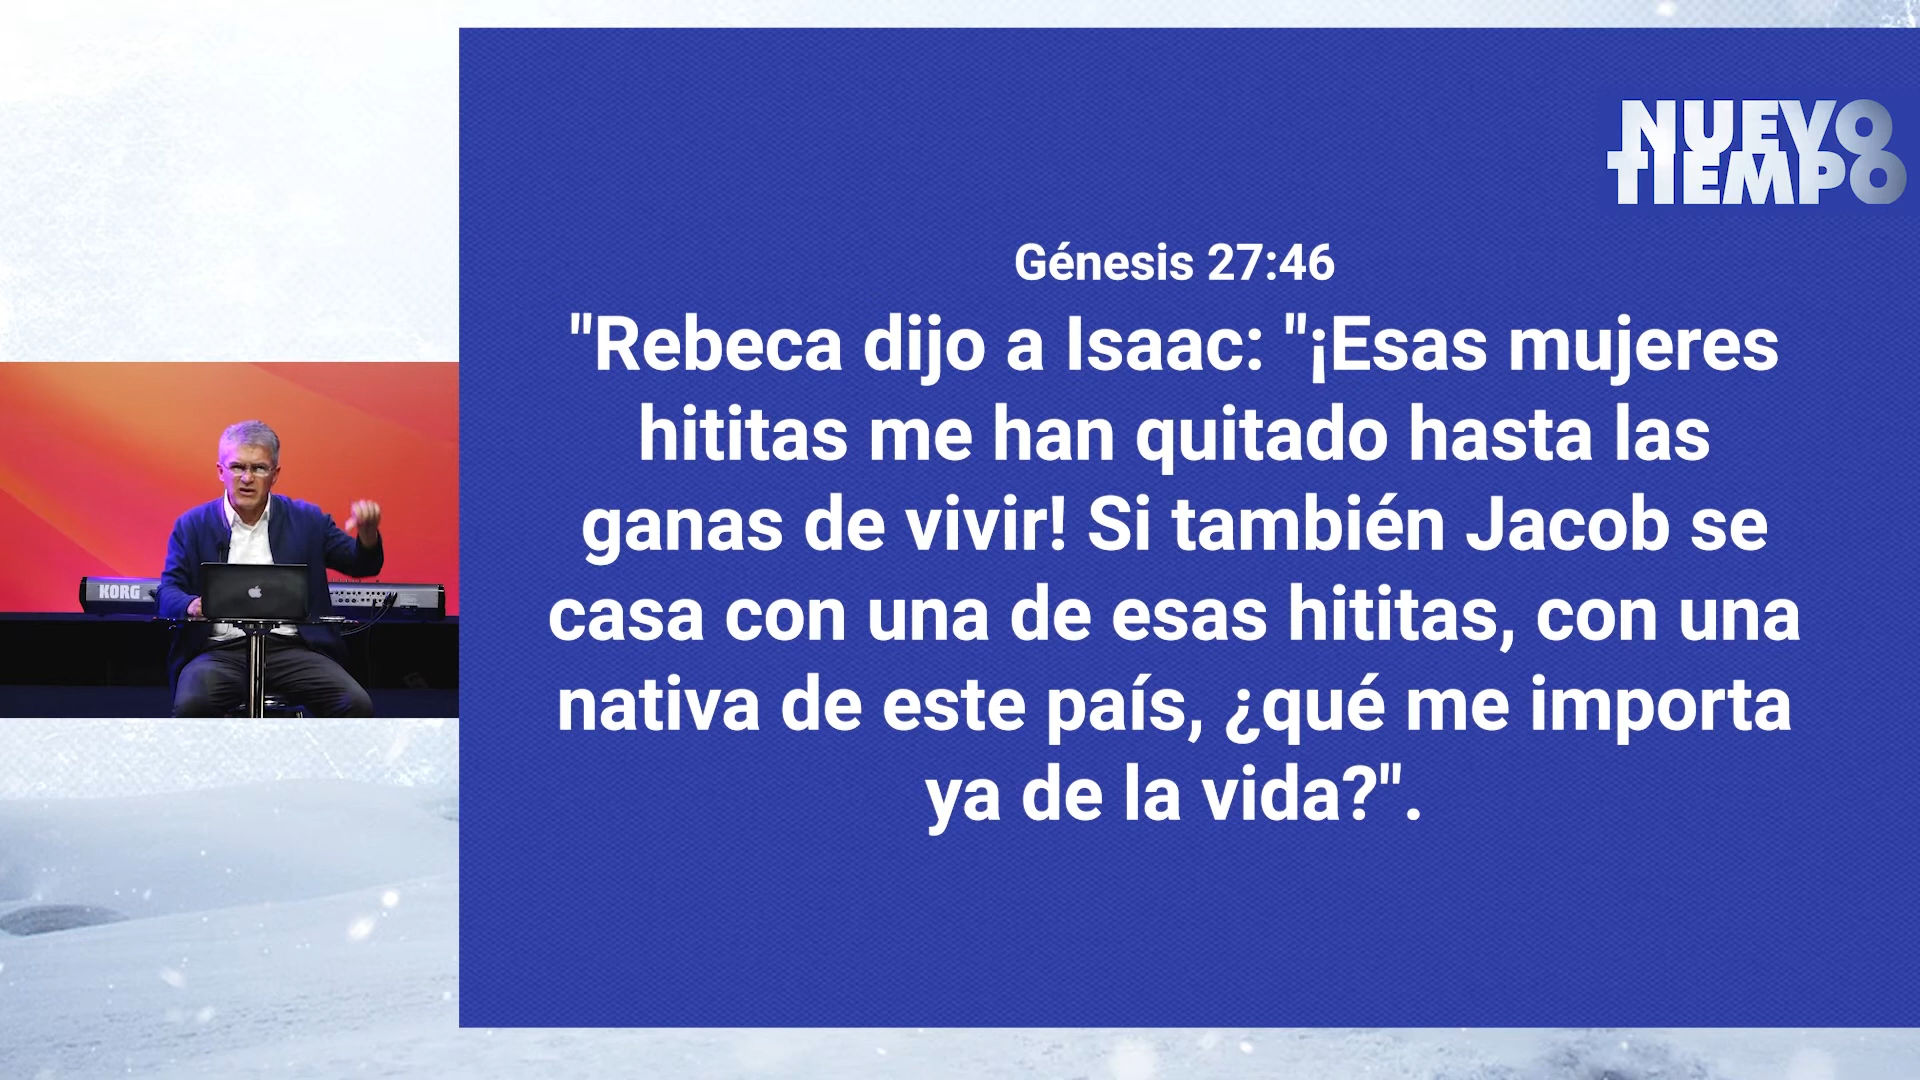 NUEVO
TIEMPO
Génesis 27:46
"Rebeca dijo a Isaac: "¡Esas mujeres
hititas me han quitado hasta las
ganas de vivir! Si también Jacob se
casa con una de esas hititas, con una
nativa de este país, ¿qué me importa
ya de la vida?".
KORG